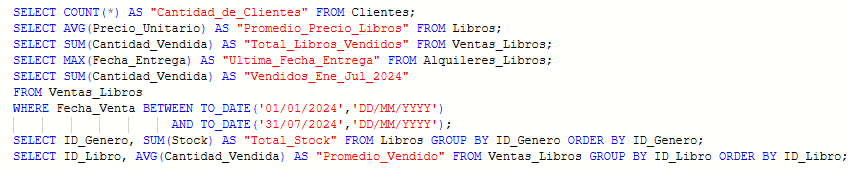 SELECT COUNT(*) AS "Cantidad_de_Clientes" FROM Clientes;
SELECT AVG(Precio_Unitario) AS "Promedio_Precio_Libros" FROM Libros;
SELECT SUM(Cantidad_Vendida) AS "Total_Libros_Vendidos" FROM Ventas_Libros;
SELECT MAX(Fecha_Entrega) AS "Ultima_Fecha_Entrega" FROM Alquileres_Libros;
SELECT SUM(Cantidad_Vendida) AS "Vendidos_Ene_Jul_2024"
FROM Ventas_Libros
WHERE Fecha_Venta BETWEEN TO_DATE('01/01/2024','DD/MM/YYYY')
AND TO_DATE('31/07/2024','DD/MM/YYYY');
SELECT ID_Genero, SUM(Stock) AS "Total_Stock" FROM Libros GROUP BY ID_Genero ORDER BY ID_Genero;
SELECT ID_Libro, AVG(Cantidad_Vendida) AS "Promedio_Vendido" FROM Ventas_Libros GROUP BY ID_Libro ORDER BY ID_Libro;